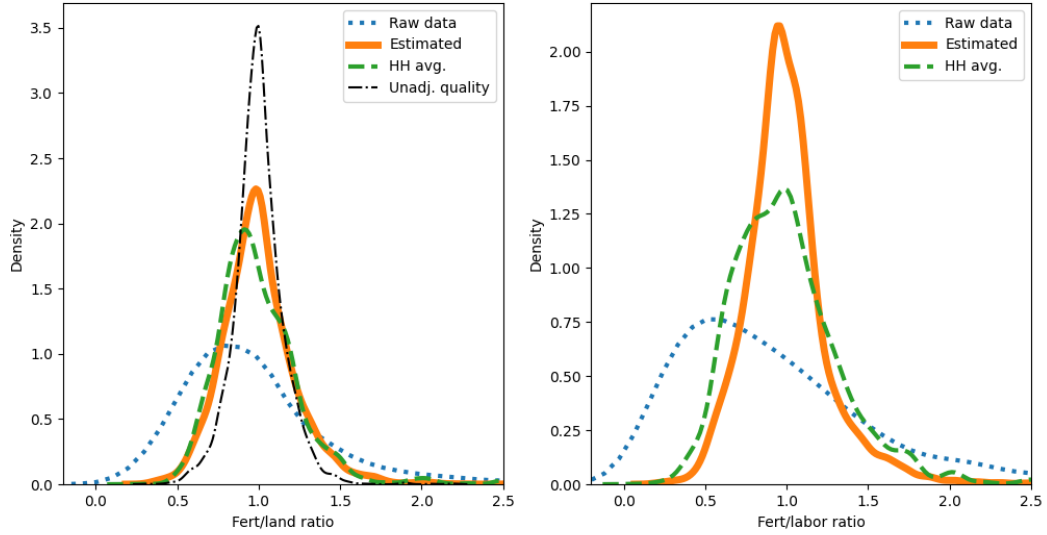 Raw data
Estimated
HH avg.
Unadj. quality
3.5
3.0
2.5
2.0
1.5
1.0
0.5
0.0
Density
0.0
0.5
1.0
1.5
2.0
2.5
Fert/land ratio
Raw data
Estimated
HH avg.
2.00
1.75
1.50
1.25
1.00
0.75
0.50
0.25
0.00
Density
0.0
0.5
1.0
1.5
2.0
2.5
Fert/labor ratio